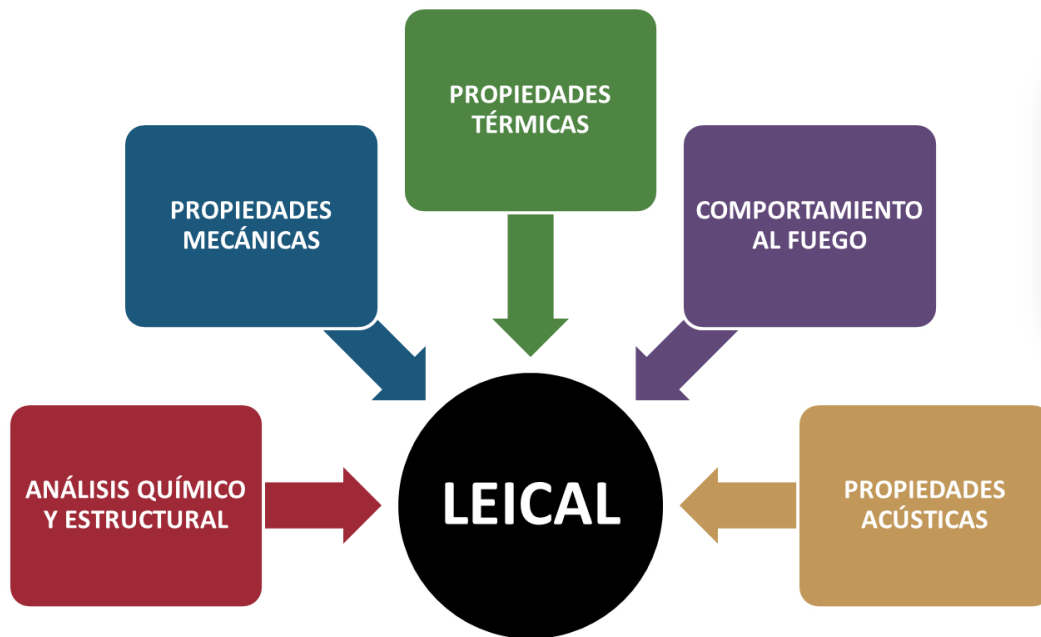 PROPIEDADES
TÉRMICAS
PROPIEDADES
MECÁNICAS
COMPORTAMIENTO
AL FUEGO
ANÁLISIS QUÍMICO
Y ESTRUCTURAL
LEICAL
PROPIEDADES
ACÚSTICAS